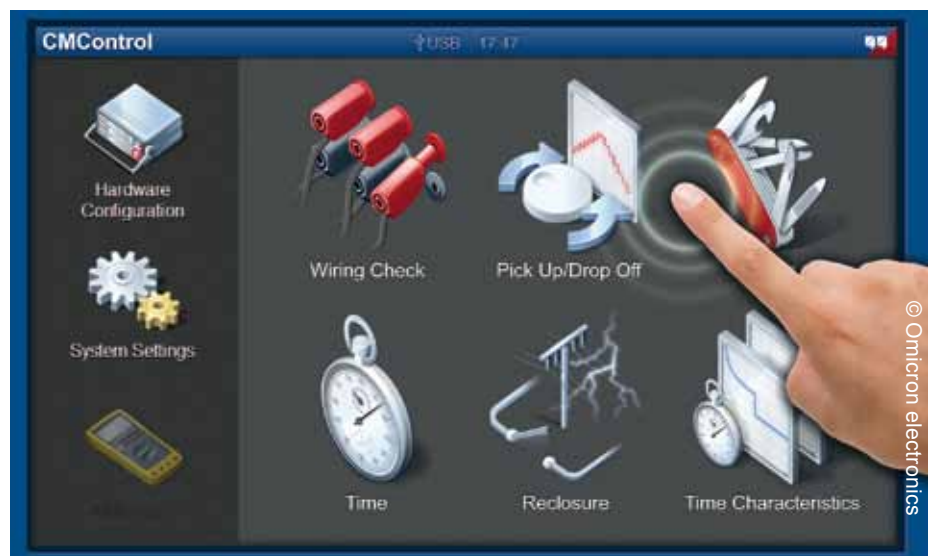 CMControl
USB 17:47
Hardware
Configuration
System Settings
Wiring Check
Pick Up/Drop Off
Time
Reclosure
Time Characteristics
© Omicron electronics